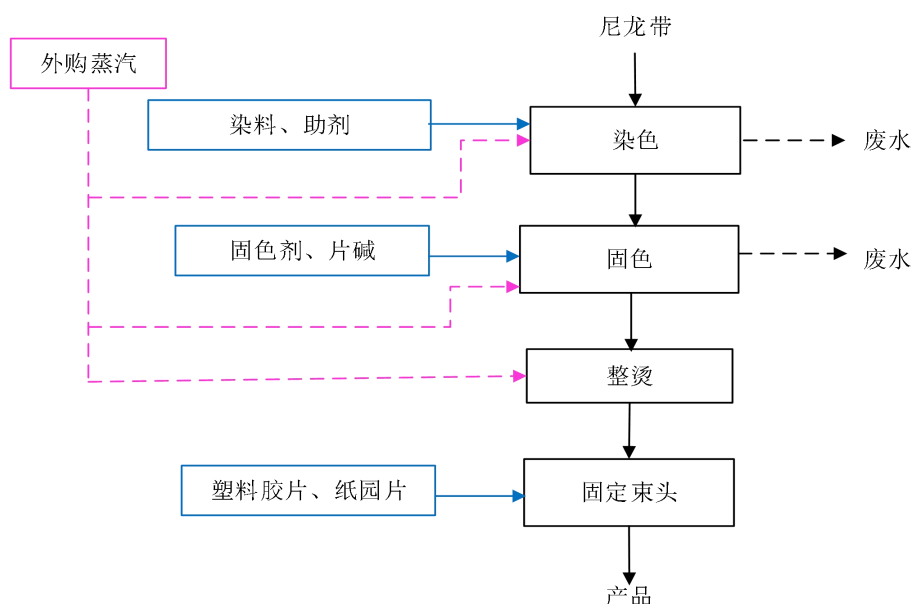 尼龙带
外购蒸汽
染料、助剂
染色
废水
固色剂、片碱
固色
废水
整烫
塑料胶片、纸园片
固定束头
产品